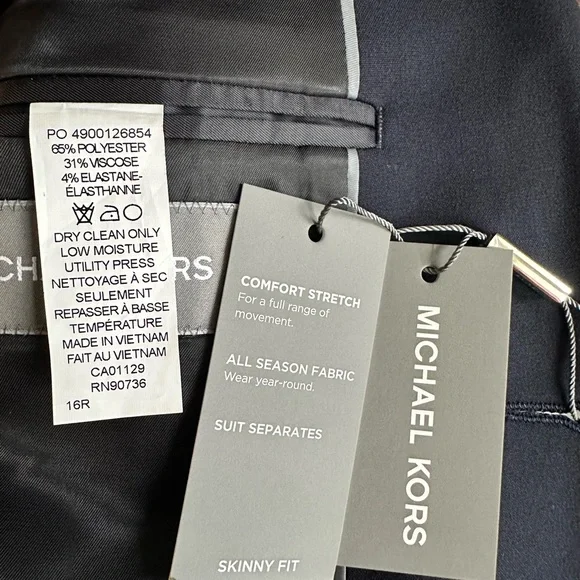 PO 4900126854
65% POLYESTER
31% VISCOSE
4% ELASTANE-
ÉLASTHANNE
DRY CLEAN ONLY
LOW MOISTURE
UTILITY PRESS
NETTOYAGE À SEC
SEULEMENT
REPASSER À BASSE
TEMPÉRATURE
MADE IN VIETNAM
FAIT AU VIETNAM
CA01129
RN90736
16R
CH
RS
COMFORT STRETCH
For a full range of
movement.
ALL SEASON FABRIC
Wear year-round.
SUIT SEPARATES
SKINNY FIT
MICHAEL KORS